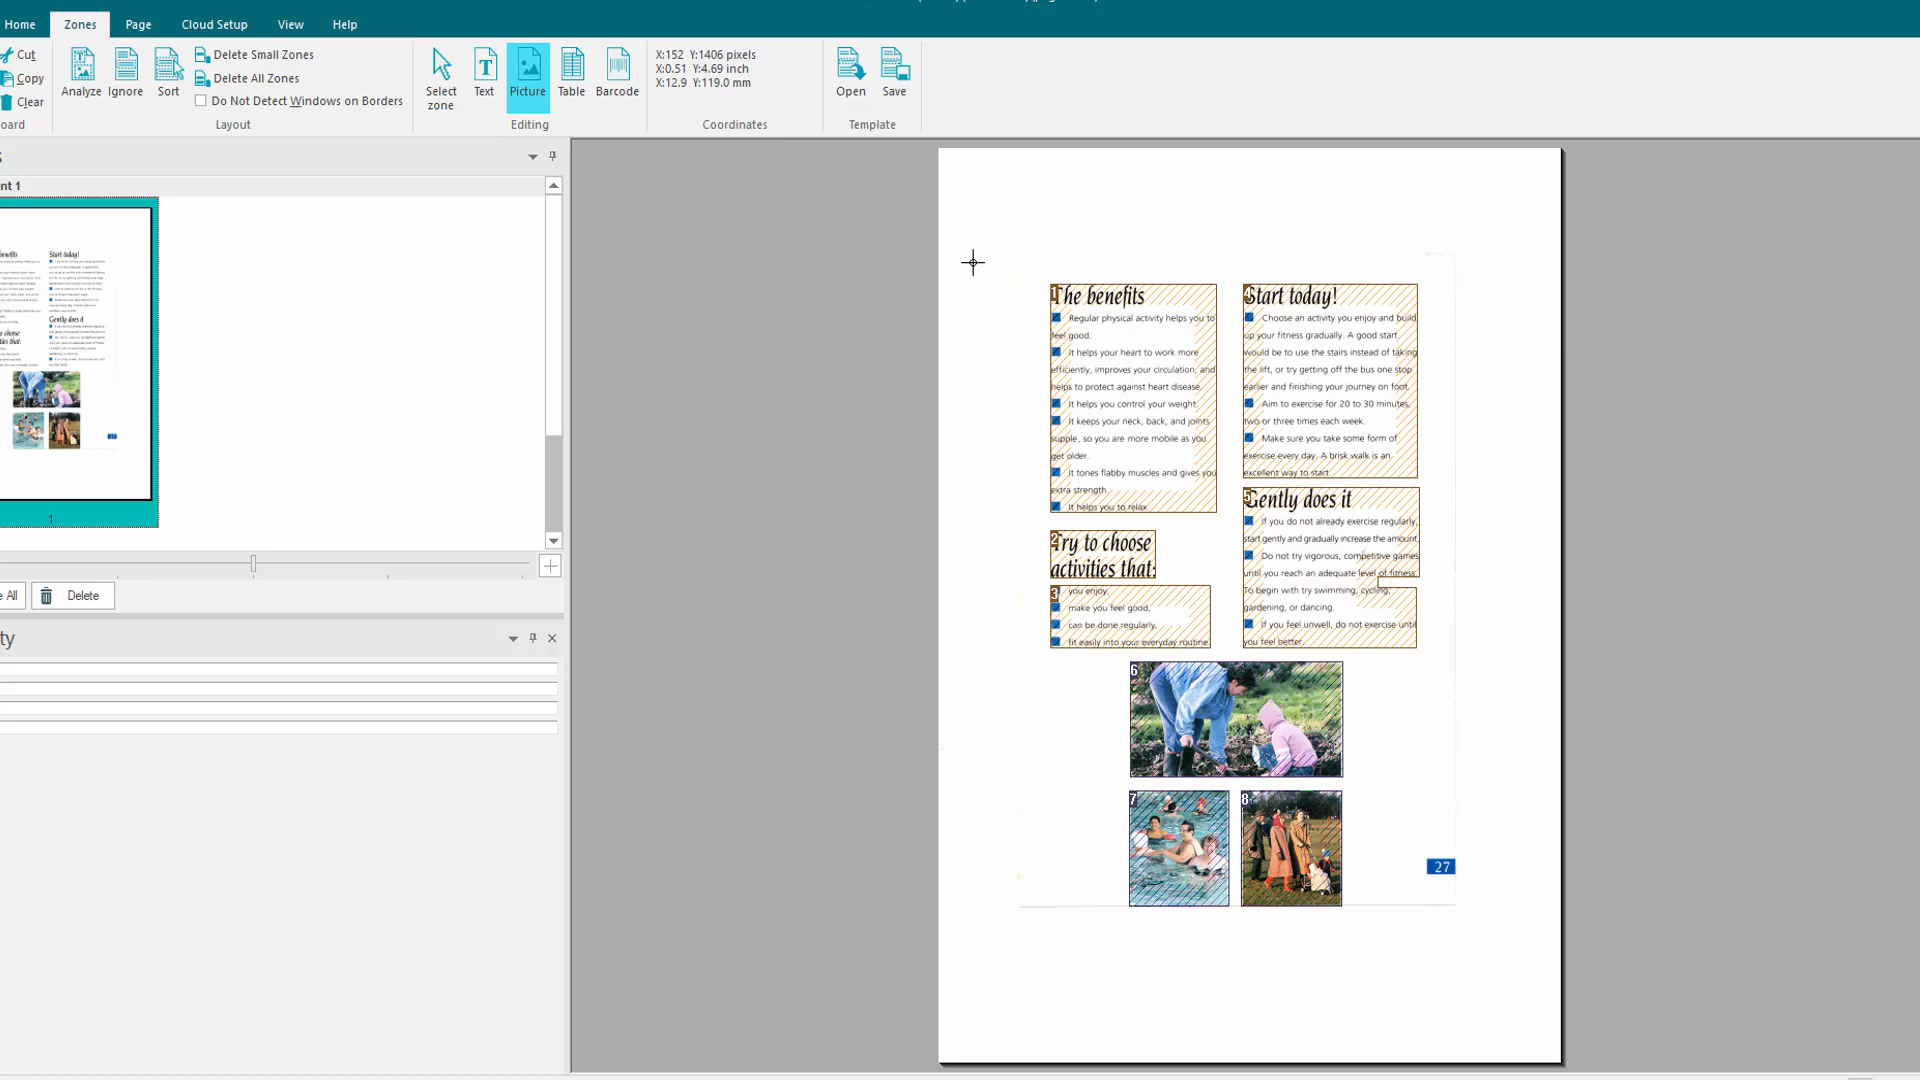 Home Zones Page Cloud Setup View Help
Cut
Copy
Clear
oard
Analyze Ignore Sort
Delete Small Zones
Delete All Zones
Do Not Detect Windows on Borders
Layout
Select zone Text Picture Table Barcode
Editing
X:152 Y:1406 pixels
X:0.51 Y:4.69 inch
X:12.9 Y:119.0 mm
Coordinates
Open Save
Template
s
nt 1
1
e All
Delete
ty
1
The benefits
Regular physical activity helps you to
feel good.
It helps your heart to work more
efficiently, improves your circulation, and
helps to protect against heart disease.
It helps you control your weight.
It keeps your neck, back, and joints
supple, so you are more mobile as you
get older.
It tones flabby muscles and gives you
extra strength.
It helps you to relax.
2
Try to choose
activities that:
3
you enjoy,
make you feel good,
can be done regularly,
fit easily into your everyday routine.
4
Start today!
Choose an activity you enjoy and build
up your fitness gradually. A good start
would be to use the stairs instead of taking
the lift, or try getting off the bus one stop
earlier and finishing your journey on foot.
Aim to exercise for 20 to 30 minutes,
two or three times each week.
Make sure you take some form of
exercise every day. A brisk walk is an
excellent way to start.
5
Gently does it
If you do not already exercise regularly,
start gently and gradually increase the amount.
Do not try vigorous, competitive games
until you reach an adequate level of fitness.
To begin with try swimming, cycling,
gardening, or dancing.
If you feel unwell, do not exercise until
you feel better.
6
7
8
27